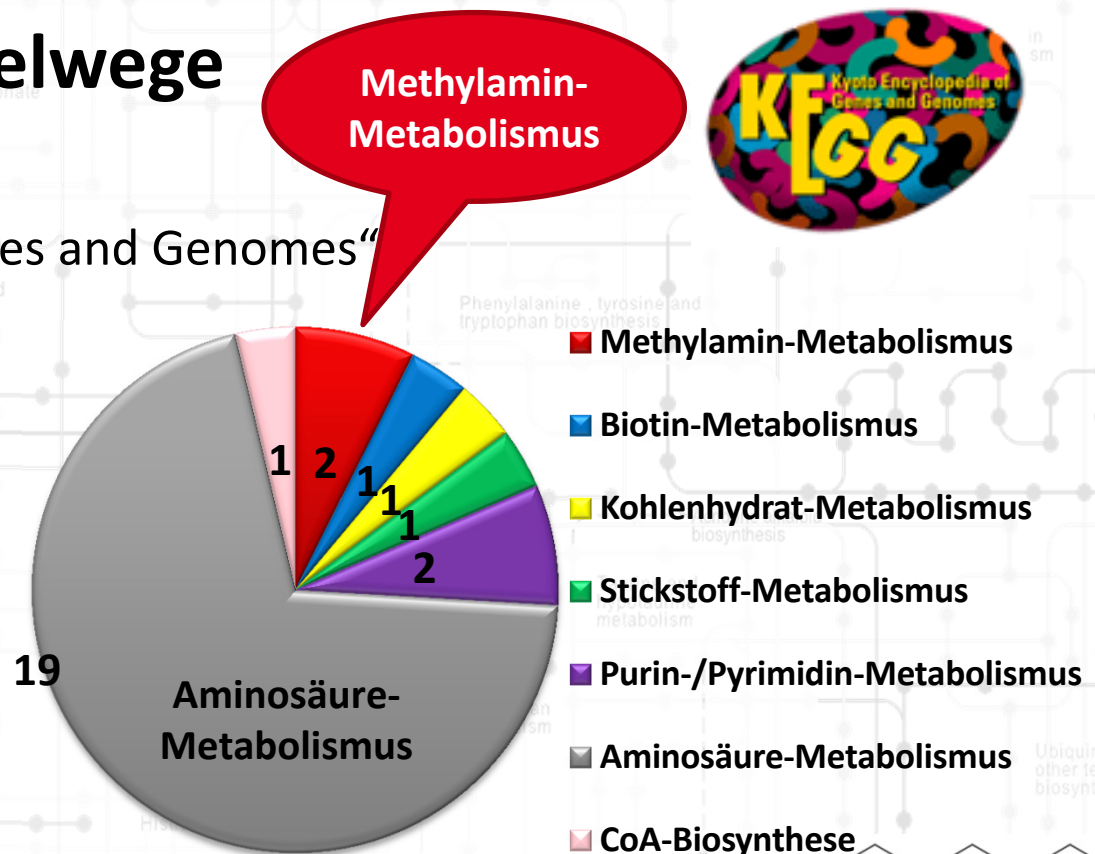 elwege
Methylamin-
Metabolismus
Kyoto Encyclopedia of
Genes and Genomes
KEGG
es and Genomes“
Phenylalanine , tyrosine and
tryptophan biosynthesis
Methylamin-Metabolismus
Biotin-Metabolismus
Kohlenhydrat-Metabolismus
biosynthesis
Stickstoff-Metabolismus
metabolism
Purin-/Pyrimidin-Metabolismus
Aminosäure-Metabolismus
CoA-Biosynthese
1
2
1
1
1
2
19
Aminosäure-
Metabolismus